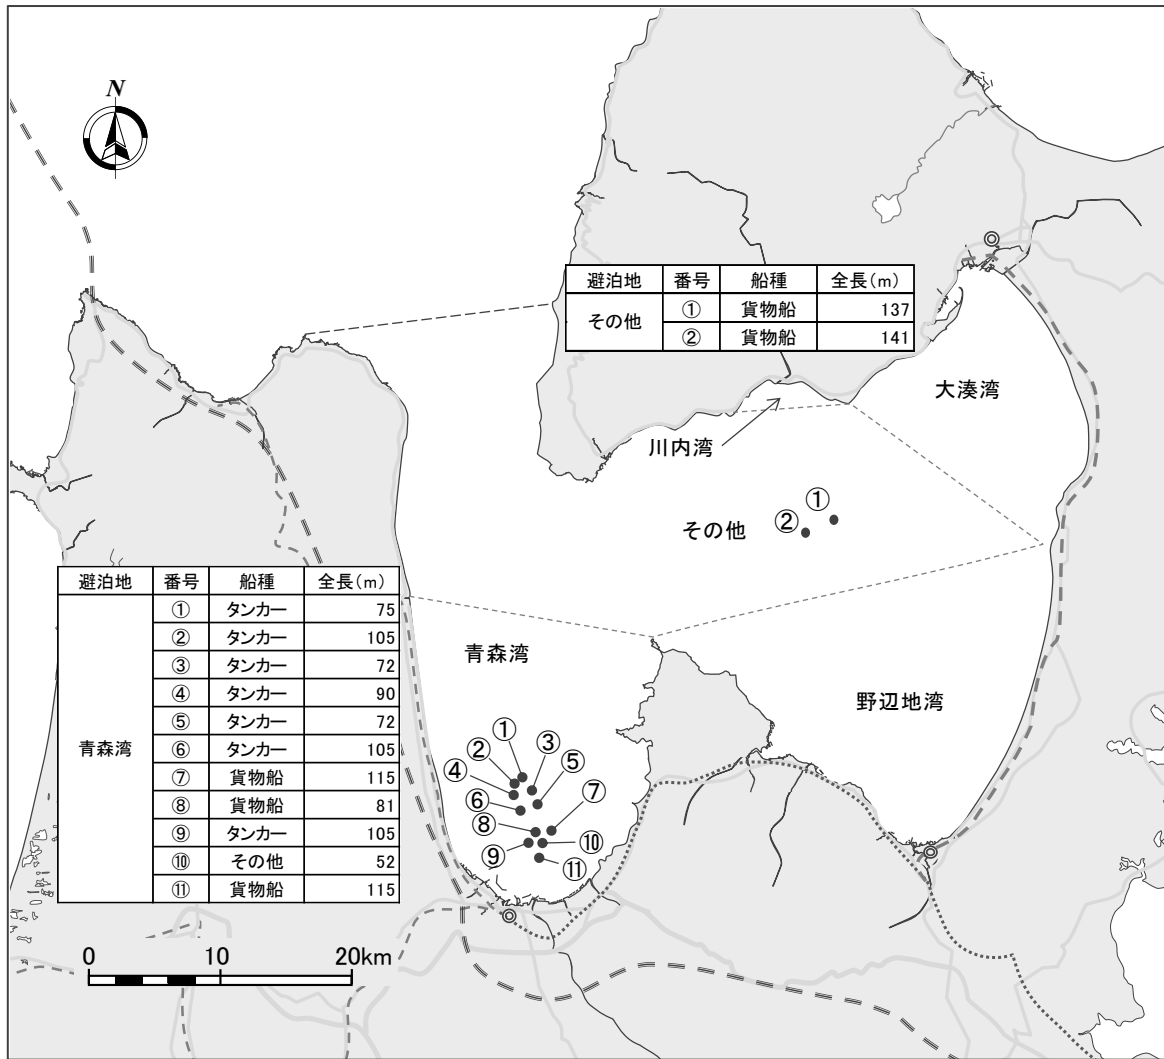 N
避泊地 番号 船種 全長(m)
その他 ① 貨物船 137
② 貨物船 141
大湊湾
川内湾
①
② その他
避泊地 番号 船種 全長(m)
青森湾 ① タンカー 75
② タンカー 105
③ タンカー 72
④ タンカー 90
⑤ タンカー 72
⑥ タンカー 105
⑦ 貨物船 115
⑧ 貨物船 81
⑨ タンカー 105
⑩ その他 52
⑪ 貨物船 115
青森湾
野辺地湾
①
② ③
④ ⑤
⑥ ⑦
⑧
⑨ ⑩
⑪
0 10 20km